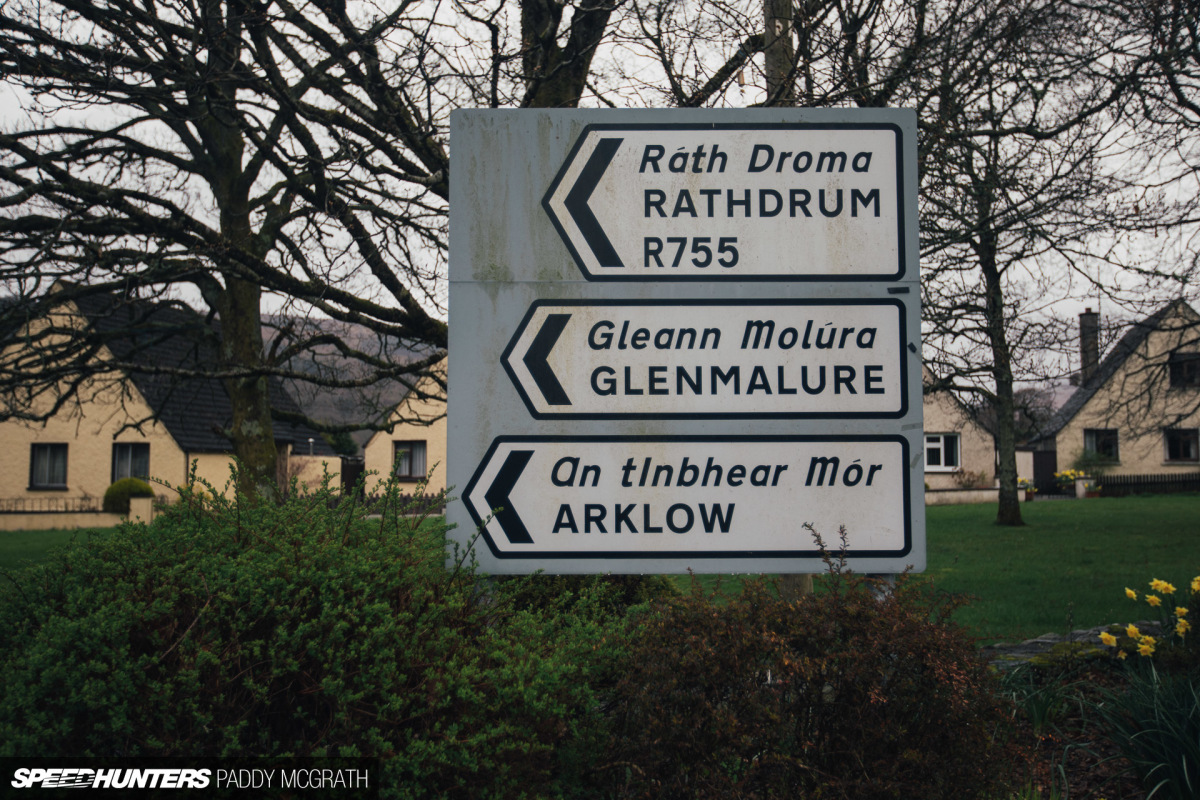 Ráth Droma
RATHDRUM
R755
Gleann Molúra
GLENMALURE
An tInbhear Mór
ARKLOW
SPEEDHUNTERS PADDY MCGRATH